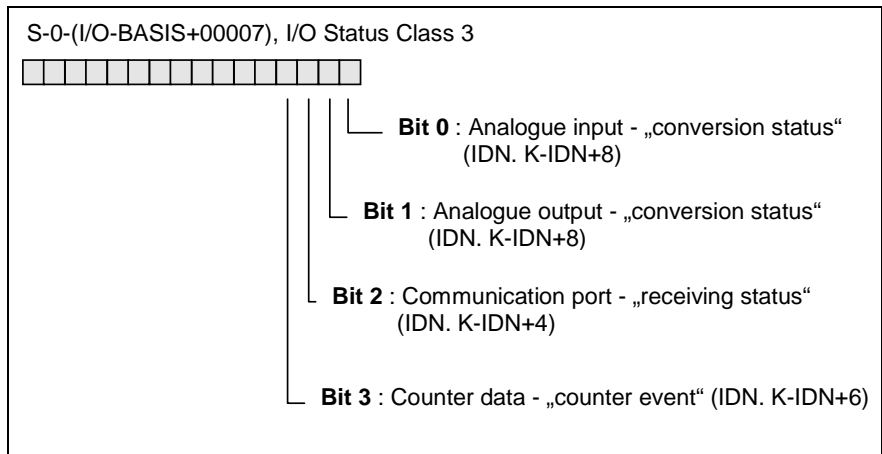 S-0-(I/O-BASIS+00007), I/O Status Class 3
Bit 0 : Analogue input - „conversion status“
(IDN. K-IDN+8)
Bit 1 : Analogue output - „conversion status“
(IDN. K-IDN+8)
Bit 2 : Communication port - „receiving status“
(IDN. K-IDN+4)
Bit 3 : Counter data - „counter event“ (IDN. K-IDN+6)